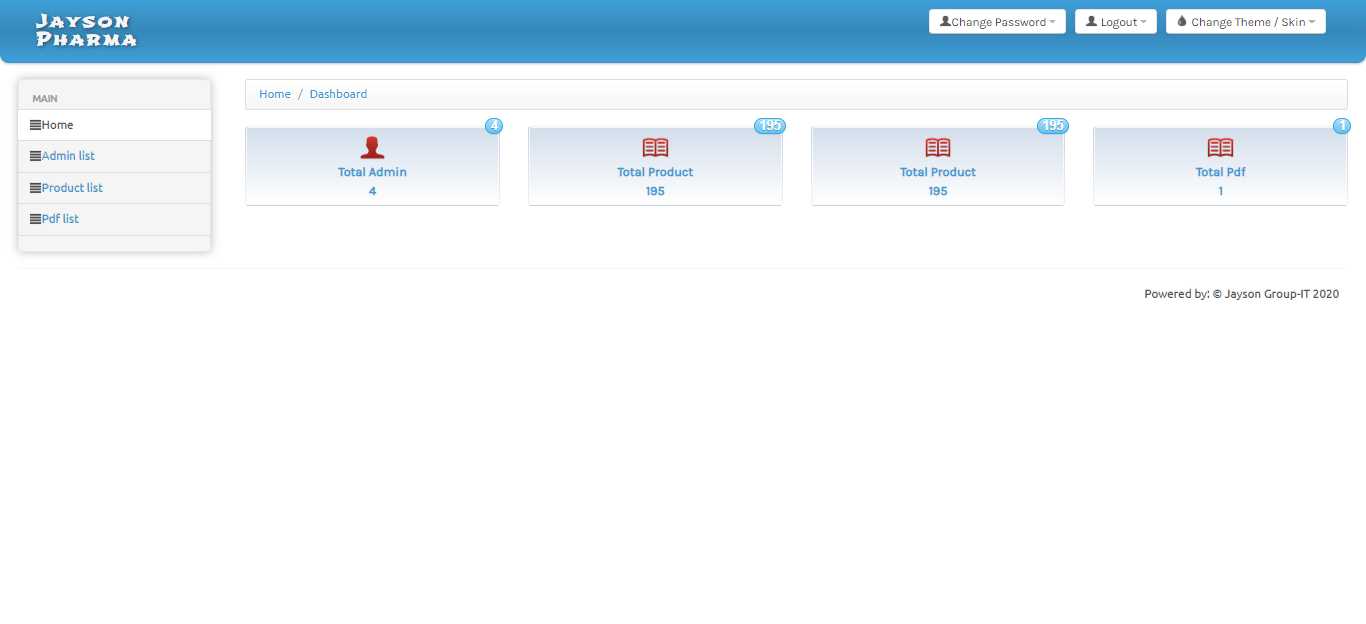 Jayson
Pharma
Change Password
Logout
Change Theme / Skin
MAIN
Home
Admin list
Product list
Pdf list
Home / Dashboard
4
Total Admin
4
195
Total Product
195
195
Total Product
195
1
Total Pdf
1
Powered by: © Jayson Group-IT 2020